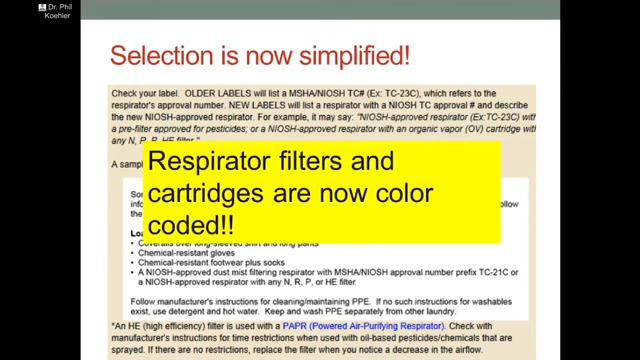 Dr. Phil
Koehler
Selection is now simplified!
Check your label. OLDER LABELS will list a MSHA/NIOSH TC# (Ex: TC-23C), which refers to the
respirator's approval number. NEW LABELS will list a respirator with a NIOSH TC approval # and describe
the new NIOSH-approved respirator. For example, it may say: "NIOSH-approved respirator (Ex:TC-23C) with
a pre-filter approved for pesticides; or a NIOSH-approved respirator with an organic vapor (OV) cartridge with
any N, R, P, HE filter."
A sampl
Respirator filters and
cartridges are now color
coded!!
So
info follow
the
Loa
• Coveralls over long-sleeved shirt and long pants
• Chemical-resistant gloves
• Chemical-resistant footwear plus socks
• A NIOSH-approved dust mist filtering respirator with MSHA/NIOSH approval number prefix TC-21C or
a NIOSH-approved respirator with any N, R, P, or HE filter
Follow manufacturer's instructions for cleaning/maintaining PPE. If no such instructions for washables
exist, use detergent and hot water. Keep and wash PPE separately from other laundry.
*An HE (high efficiency) filter is used with a PAPR (Powered Air-Purifying Respirator). Check with
manufacturer's instructions for time restrictions when used with oil-based pesticides/chemicals that are
sprayed. If there are no restrictions, replace the filter when you notice a decrease in the airflow.